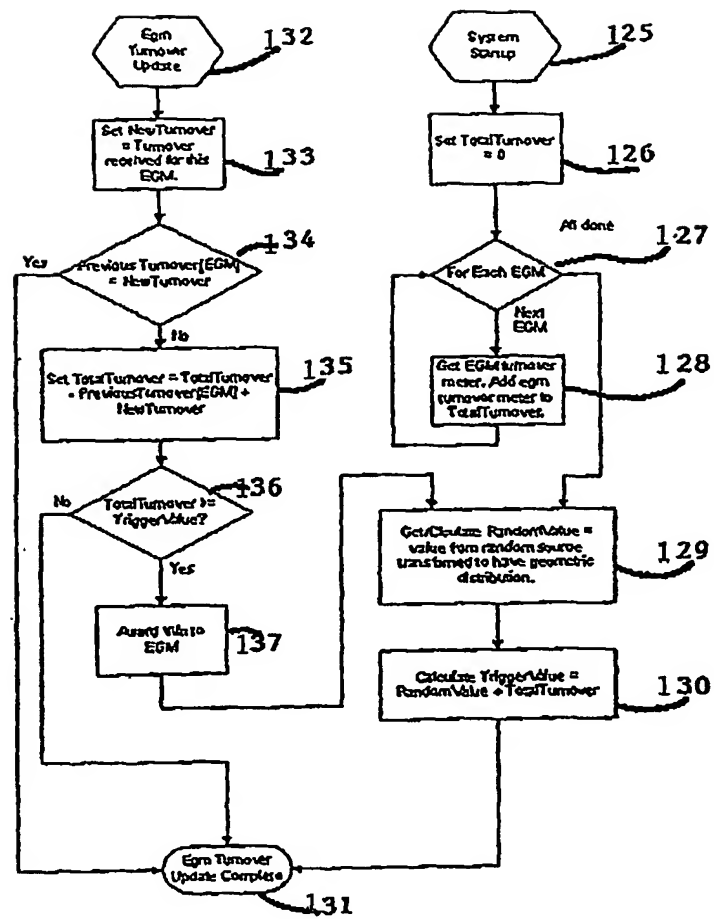 Egm
Turnover
Update
132
Set NewTurnover
= Turnover
received for this
EGM.
133
134
Yes
Previous Turnover[EGM]
= NewTurnover
No
Set TotalTurnover = TotalTurnover
- PreviousTurnover[EGM] +
NewTurnover
135
136
No
TotalTurnover >=
TriggerValue?
Yes
Award Win to
EGM
137
System
Startup
125
Set TotalTurnover
= 0
126
All done
127
For Each EGM
Next
EGM
Get EGM turnover
meter. Add egm
turnover meter to
TotalTurnover.
128
Get/Clculate RandomValue =
value from random source
transformed to have geometric
distribution.
129
Calculate TriggerValue =
RandomValue + TotalTurnover
130
Egm Turnover
Update Complete
131